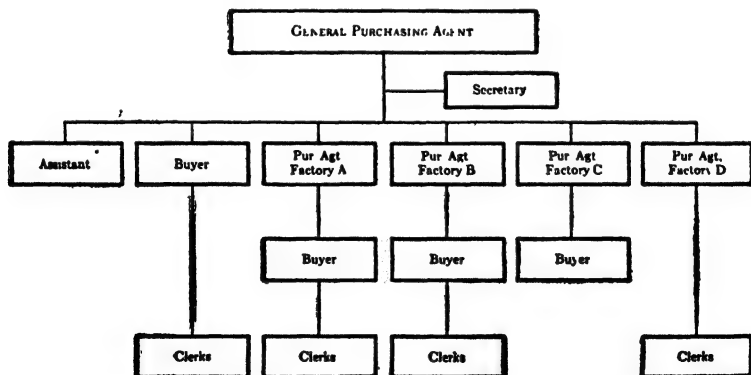 GENERAL PURCHASING AGENT
Secretary
Assistant
Buyer
Pur Agt
Factory A
Pur Agt
Factory B
Pur Agt
Factory C
Pur Agt.
Factory D
Buyer
Buyer
Buyer
Clerks
Clerks
Clerks
Clerks